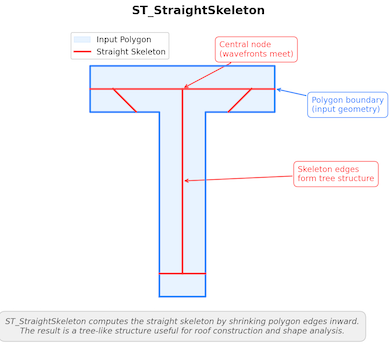 ST_StraightSkeleton
Input Polygon
Straight Skeleton
Central node
(wavefronts meet)
Polygon boundary
(input geometry)
Skeleton edges
form tree structure
ST_StraightSkeleton computes the straight skeleton by shrinking polygon edges inward.
The result is a tree-like structure useful for roof construction and shape analysis.